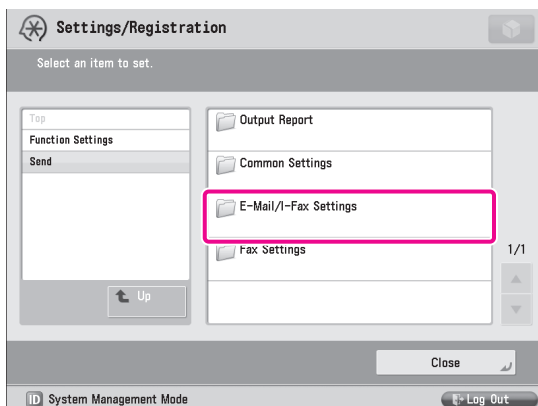 Settings/Registration
Select an item to set.
Top
Function Settings
Send
Up
Output Report
Common Settings
E-Mail/I-Fax Settings
Fax Settings
1/1
Close
ID System Management Mode
Log Out